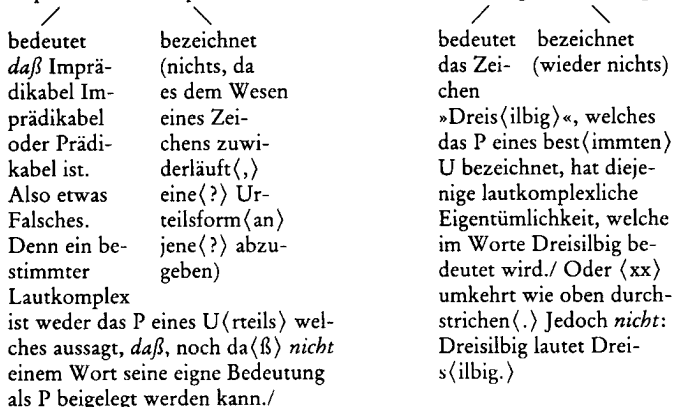 bedeutet
daß Imprä-
dikabel Im-
prädikabel
oder Prädi-
kabel ist.
Also etwas
Falsches.
Denn ein be-
stimmter
Lautkomplex
bezeichnet
(nichts, da
es dem Wesen
eines Zei-
chens zuwi-
derläuft⟨,⟩
eine⟨?⟩ Ur-
teilsform⟨an⟩
jene⟨?⟩ abzu-
geben)
ist weder das P eines U⟨rteils⟩ wel-
ches aussagt, daß, noch da⟨ß⟩ nicht
einem Wort seine eigne Bedeutung
als P beigelegt werden kann./
bedeutet bezeichnet
das Zei- (wieder nichts)
chen
»Dreis⟨ilbig⟩«, welches
das P eines best⟨immten⟩
U bezeichnet, hat dieje-
nige lautkomplexliche
Eigentümlichkeit, welche
im Worte Dreisilbig be-
deutet wird./ Oder ⟨xx⟩
umkehrt wie oben durch-
strichen⟨.⟩ Jedoch nicht:
Dreisilbig lautet Drei-
s⟨ilbig.⟩